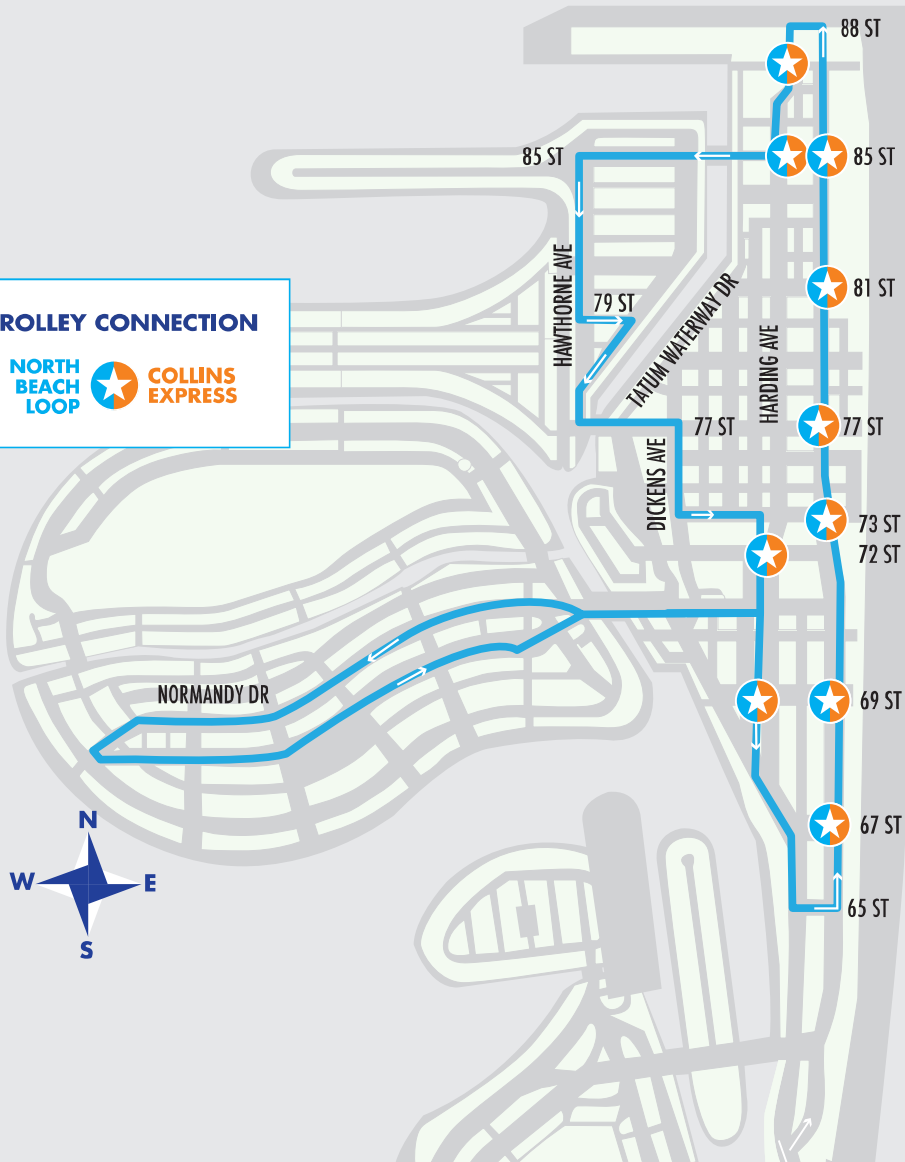 88 ST
85 ST
85 ST
HAWTHORNE AVE
81 ST
79 ST
TATUM WATERWAY DR
ROLLEY CONNECTION
NORTH
BEACH
LOOP
COLLINS
EXPRESS
HARDING AVE
77 ST
77 ST
DICKENS AVE
73 ST
72 ST
NORMANDY DR
69 ST
67 ST
N
W
E
S
65 ST